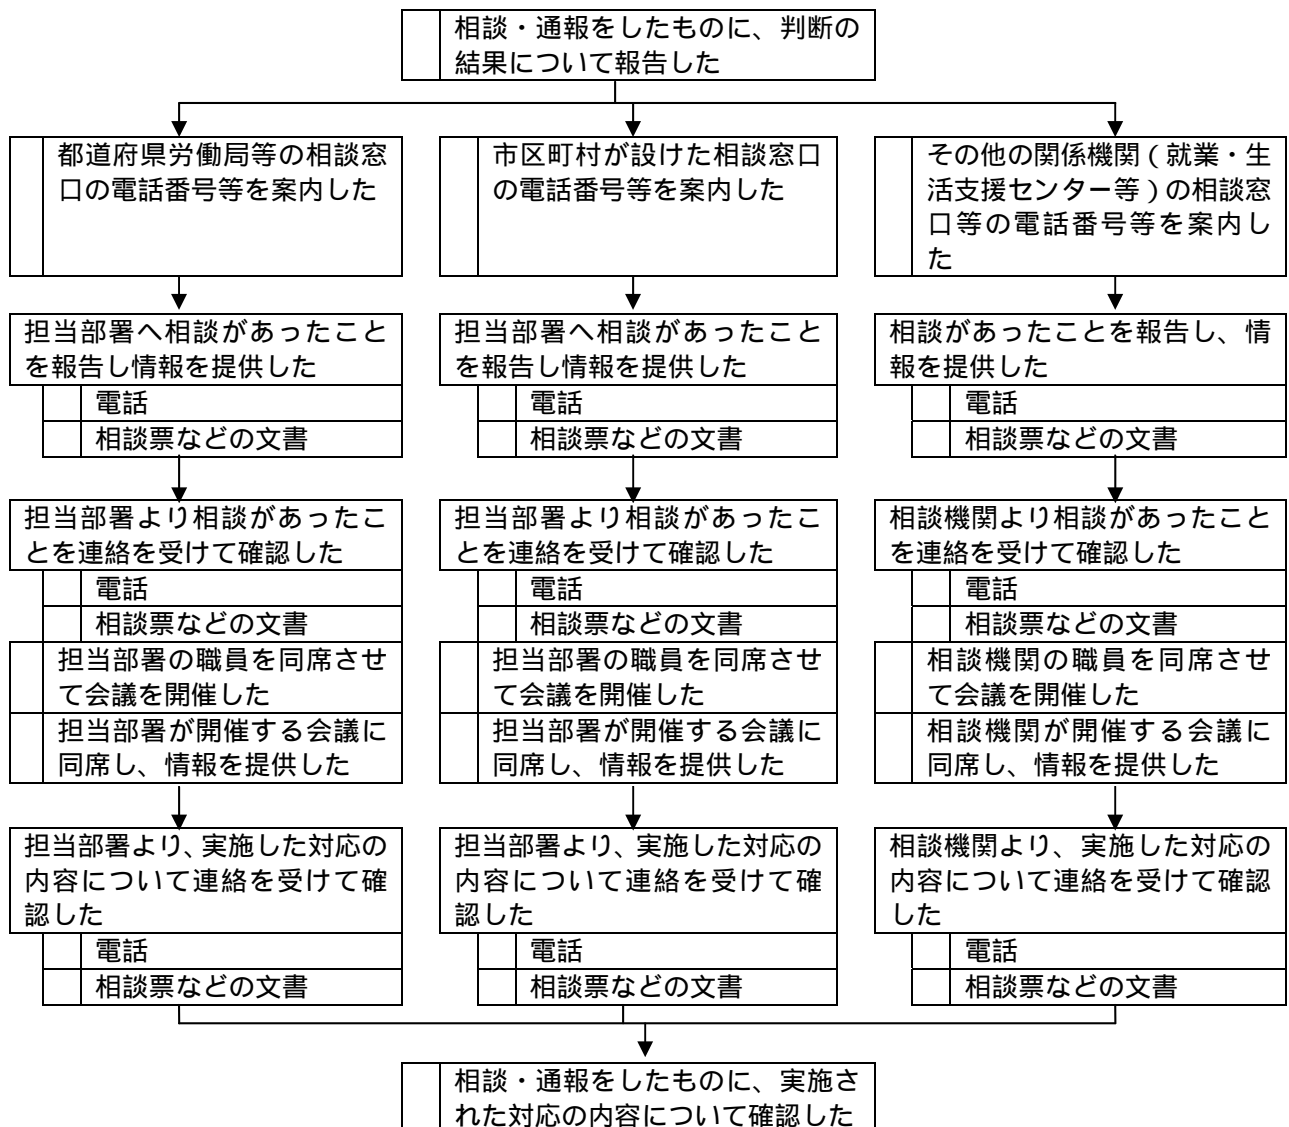 相談・通報をしたものに、判断の
結果について報告した
都道府県労働局等の相談窓
口の電話番号等を案内した
市区町村が設けた相談窓口
の電話番号等を案内した
その他の関係機関(就業・生
活支援センター等)の相談窓
口等の電話番号等を案内し
た
担当部署へ相談があったこと
を報告し情報を提供した
電話
相談票などの文書
担当部署へ相談があったこと
を報告し情報を提供した
電話
相談票などの文書
相談があったことを報告し、情
報を提供した
電話
相談票などの文書
担当部署より相談があったこ
とを連絡を受けて確認した
電話
相談票などの文書
担当部署の職員を同席させ
て会議を開催した
担当部署が開催する会議に
同席し、情報を提供した
担当部署より相談があったこ
とを連絡を受けて確認した
電話
相談票などの文書
担当部署の職員を同席させ
て会議を開催した
担当部署が開催する会議に
同席し、情報を提供した
相談機関より相談があったこと
を連絡を受けて確認した
電話
相談票などの文書
相談機関の職員を同席させ
て会議を開催した
相談機関が開催する会議に
同席し、情報を提供した
担当部署より、実施した対応の
内容について連絡を受けて確
認した
電話
相談票などの文書
担当部署より、実施した対応の
内容について連絡を受けて確
認した
電話
相談票などの文書
相談機関より、実施した対応の
内容について連絡を受けて確認
した
電話
相談票などの文書
相談・通報をしたものに、実施さ
れた対応の内容について確認した